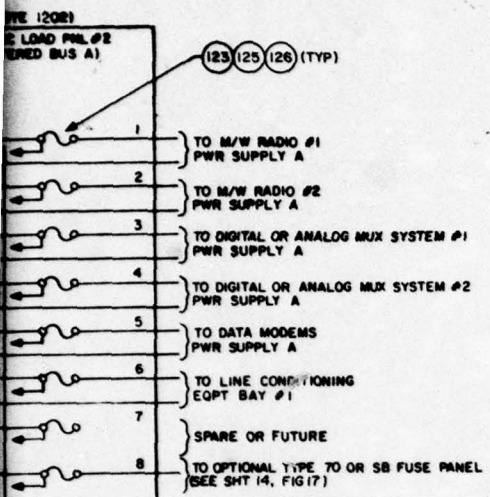 12021
LOAD PNL #2
BUS A)
123 125 126 (TYP)
1
TO M/W RADIO #1
PWR SUPPLY A
2
TO M/W RADIO #2
PWR SUPPLY A
3
TO DIGITAL OR ANALOG MUX SYSTEM #1
PWR SUPPLY A
4
TO DIGITAL OR ANALOG MUX SYSTEM #2
PWR SUPPLY A
5
TO DATA MODEMS
PWR SUPPLY A
6
TO LINE CONDITIONING
EQPT BAY #1
7
SPARE OR FUTURE
8
TO OPTIONAL TYPE 70 OR SB FUSE PANEL
(SEE SHT 14, FIG 17)